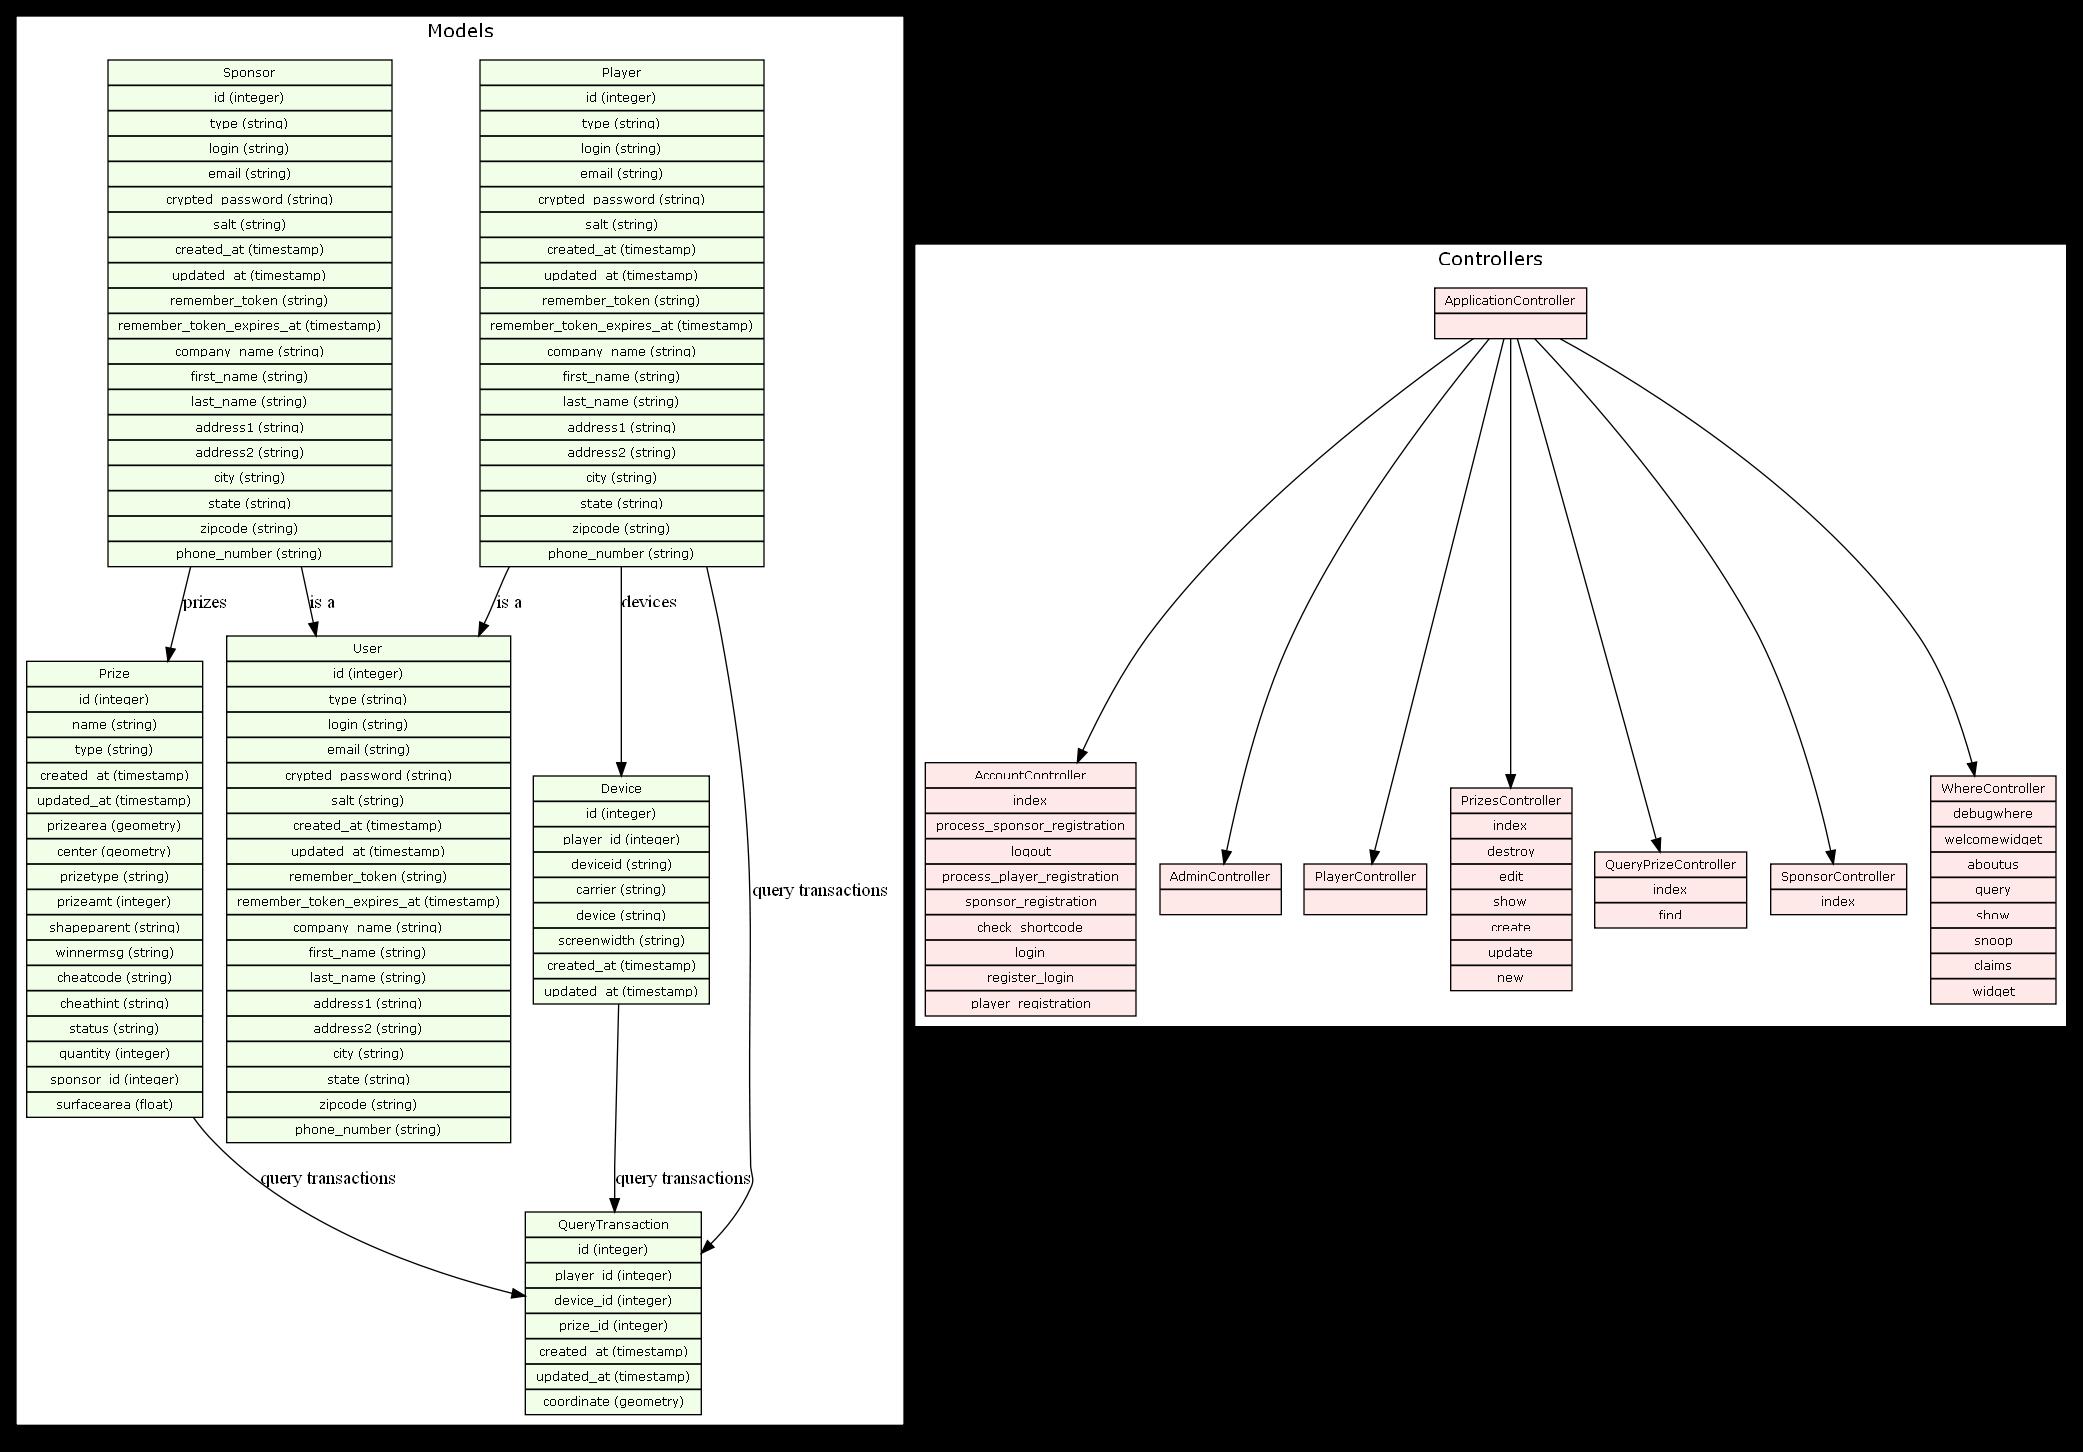 Models
Sponsor
id (integer)
type (string)
login (string)
email (string)
crypted_password (string)
salt (string)
created_at (timestamp)
updated_at (timestamp)
remember_token (string)
remember_token_expires_at (timestamp)
company_name (string)
first_name (string)
last_name (string)
address1 (string)
address2 (string)
city (string)
state (string)
zipcode (string)
phone_number (string)
Player
id (integer)
type (string)
login (string)
email (string)
crypted_password (string)
salt (string)
created_at (timestamp)
updated_at (timestamp)
remember_token (string)
remember_token_expires_at (timestamp)
company_name (string)
first_name (string)
last_name (string)
address1 (string)
address2 (string)
city (string)
state (string)
zipcode (string)
phone_number (string)
prizes
is a
is a
devices
Prize
id (integer)
name (string)
type (string)
created_at (timestamp)
updated_at (timestamp)
prizearea (geometry)
center (geometry)
prizetype (string)
prizeamt (integer)
shapeparent (string)
winnermsg (string)
cheatcode (string)
cheathint (string)
status (string)
quantity (integer)
sponsor_id (integer)
surfacearea (float)
User
id (integer)
type (string)
login (string)
email (string)
crypted_password (string)
salt (string)
created_at (timestamp)
updated_at (timestamp)
remember_token (string)
remember_token_expires_at (timestamp)
company_name (string)
first_name (string)
last_name (string)
address1 (string)
address2 (string)
city (string)
state (string)
zipcode (string)
phone_number (string)
Device
id (integer)
player_id (integer)
deviceid (string)
carrier (string)
device (string)
screenwidth (string)
created_at (timestamp)
updated_at (timestamp)
query transactions
query transactions
query transactions
QueryTransaction
id (integer)
player_id (integer)
device_id (integer)
prize_id (integer)
created_at (timestamp)
updated_at (timestamp)
coordinate (geometry)
Controllers
ApplicationController
AccountController
index
process_sponsor_registration
logout
process_player_registration
sponsor_registration
check_shortcode
login
register_login
player_registration
AdminController
PlayerController
PrizesController
index
destroy
edit
show
create
update
new
QueryPrizeController
index
find
SponsorController
index
WhereController
debugwhere
welcomewidget
aboutus
query
show
snoop
claims
widget